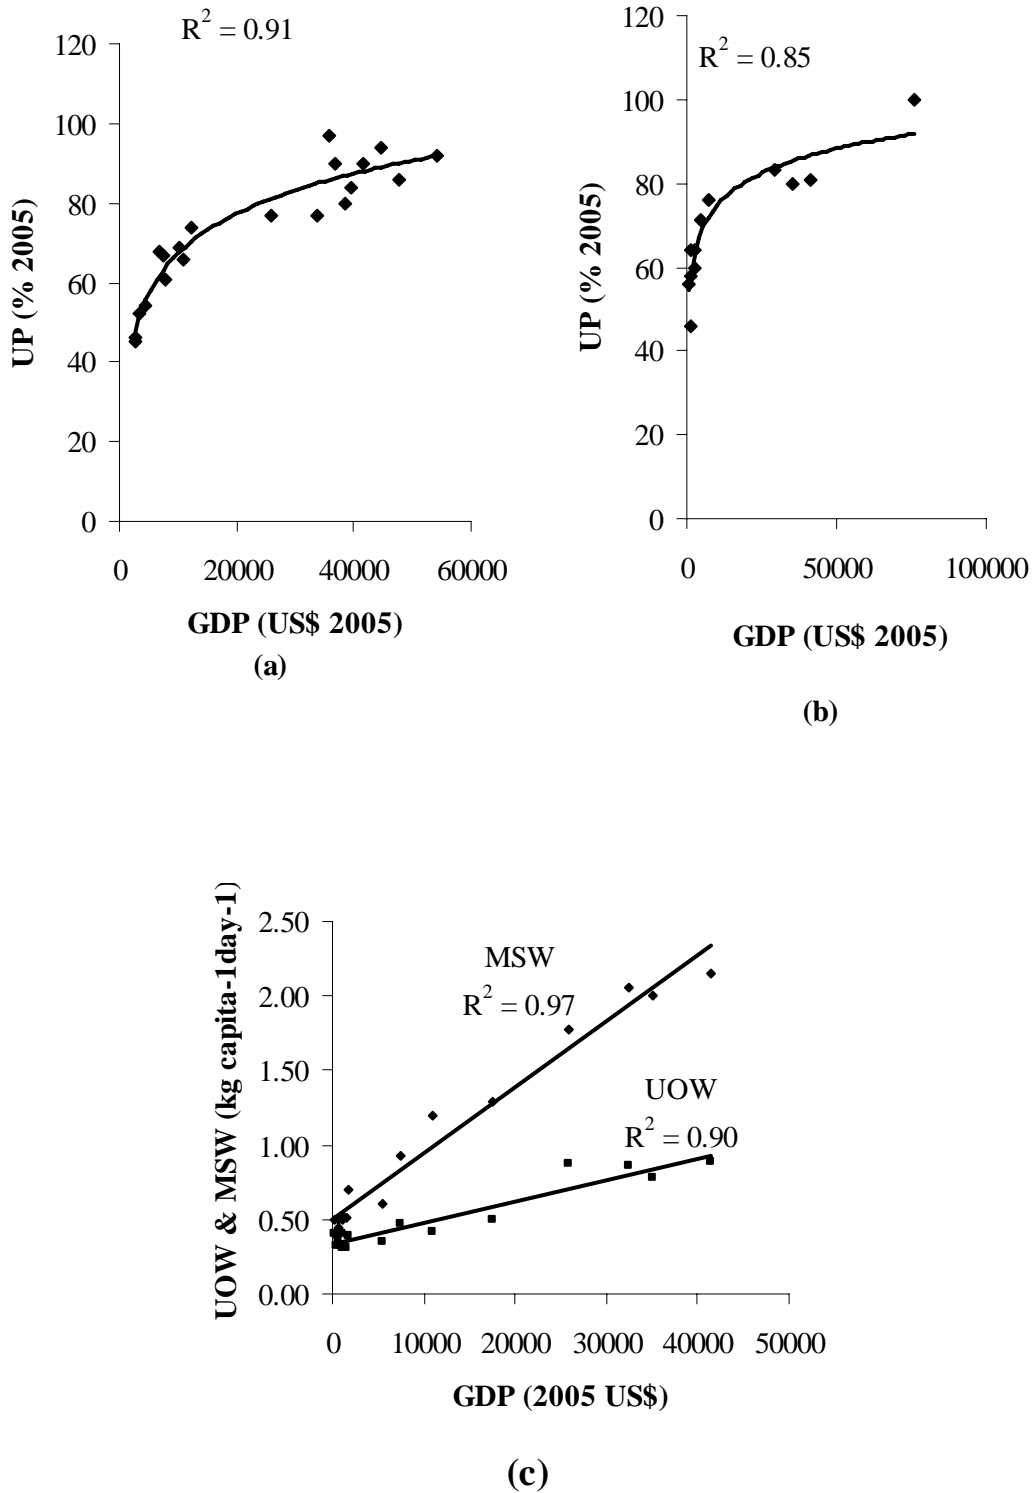 R2 = 0.91
120
100
80
60
40
20
0
UP (% 2005)
0 20000 40000 60000
GDP (US$ 2005)
(a)
R2 = 0.85
120
100
80
60
40
20
0
UP (% 2005)
0 50000 100000
GDP (US$ 2005)
(b)
UOW & MSW (kg capita-1day-1)
2.50
2.00
1.50
1.00
0.50
0.00
MSW
R2 = 0.97
UOW
R2 = 0.90
0 10000 20000 30000 40000 50000
GDP (2005 US$)
(c)